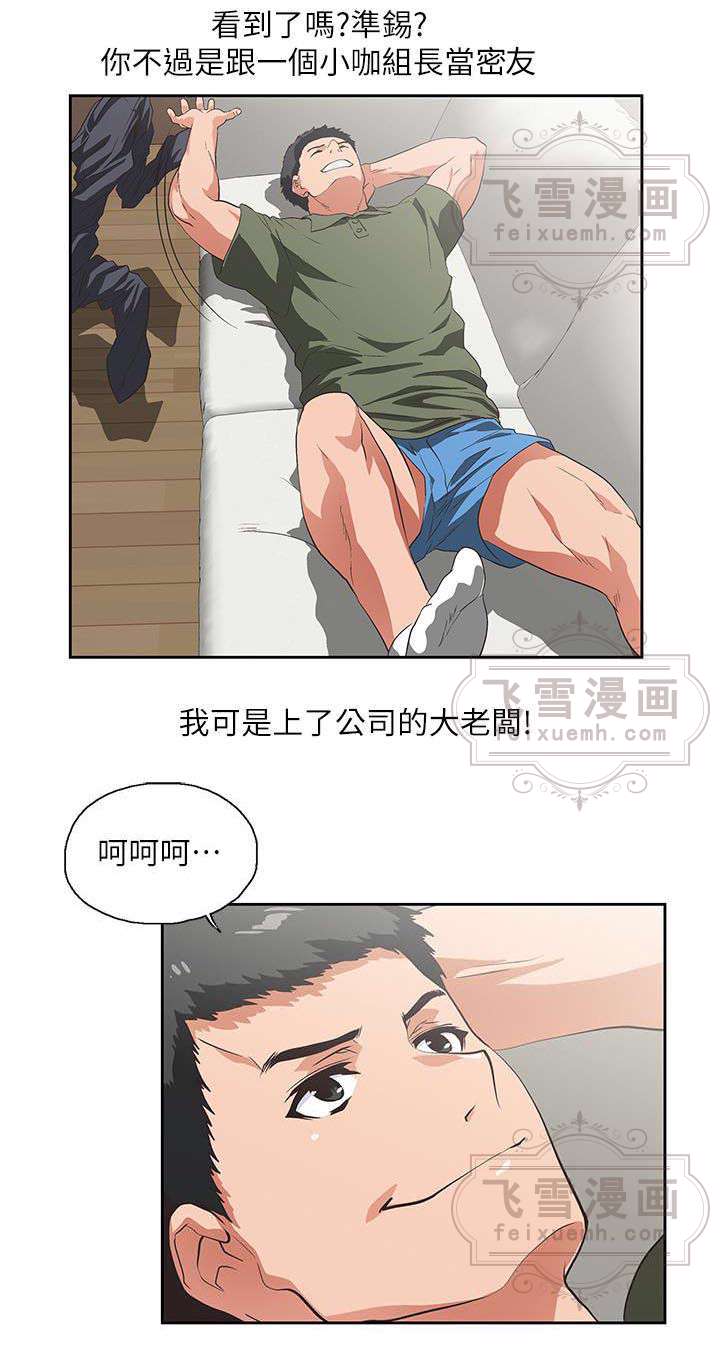 看到了嗎?準錫?
你不過是跟一個小咖組長當密友
飞雪漫画
feixuemh.com
我可是上了公司的大老闆!
飞雪漫画
feixuemh.com
呵呵呵…
飞雪漫画
feixuemh.com